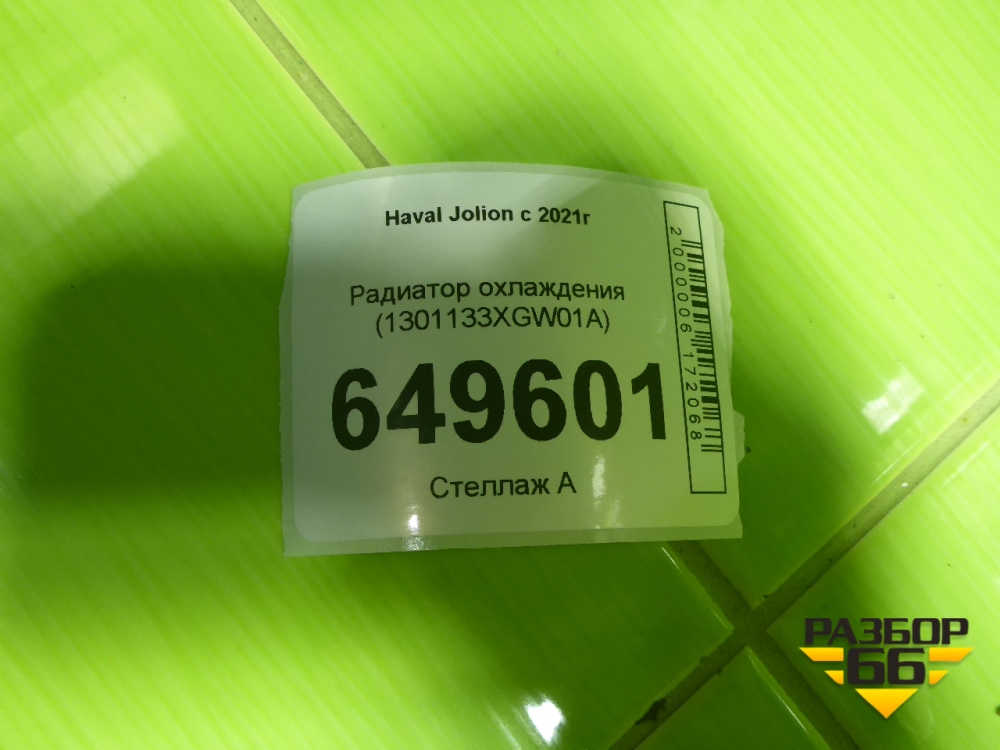 Haval Jolion с 2021г
Радиатор охлаждения
(1301133XGW01A)
649601
Стеллаж А
2000006172068
РАЗБОР
66